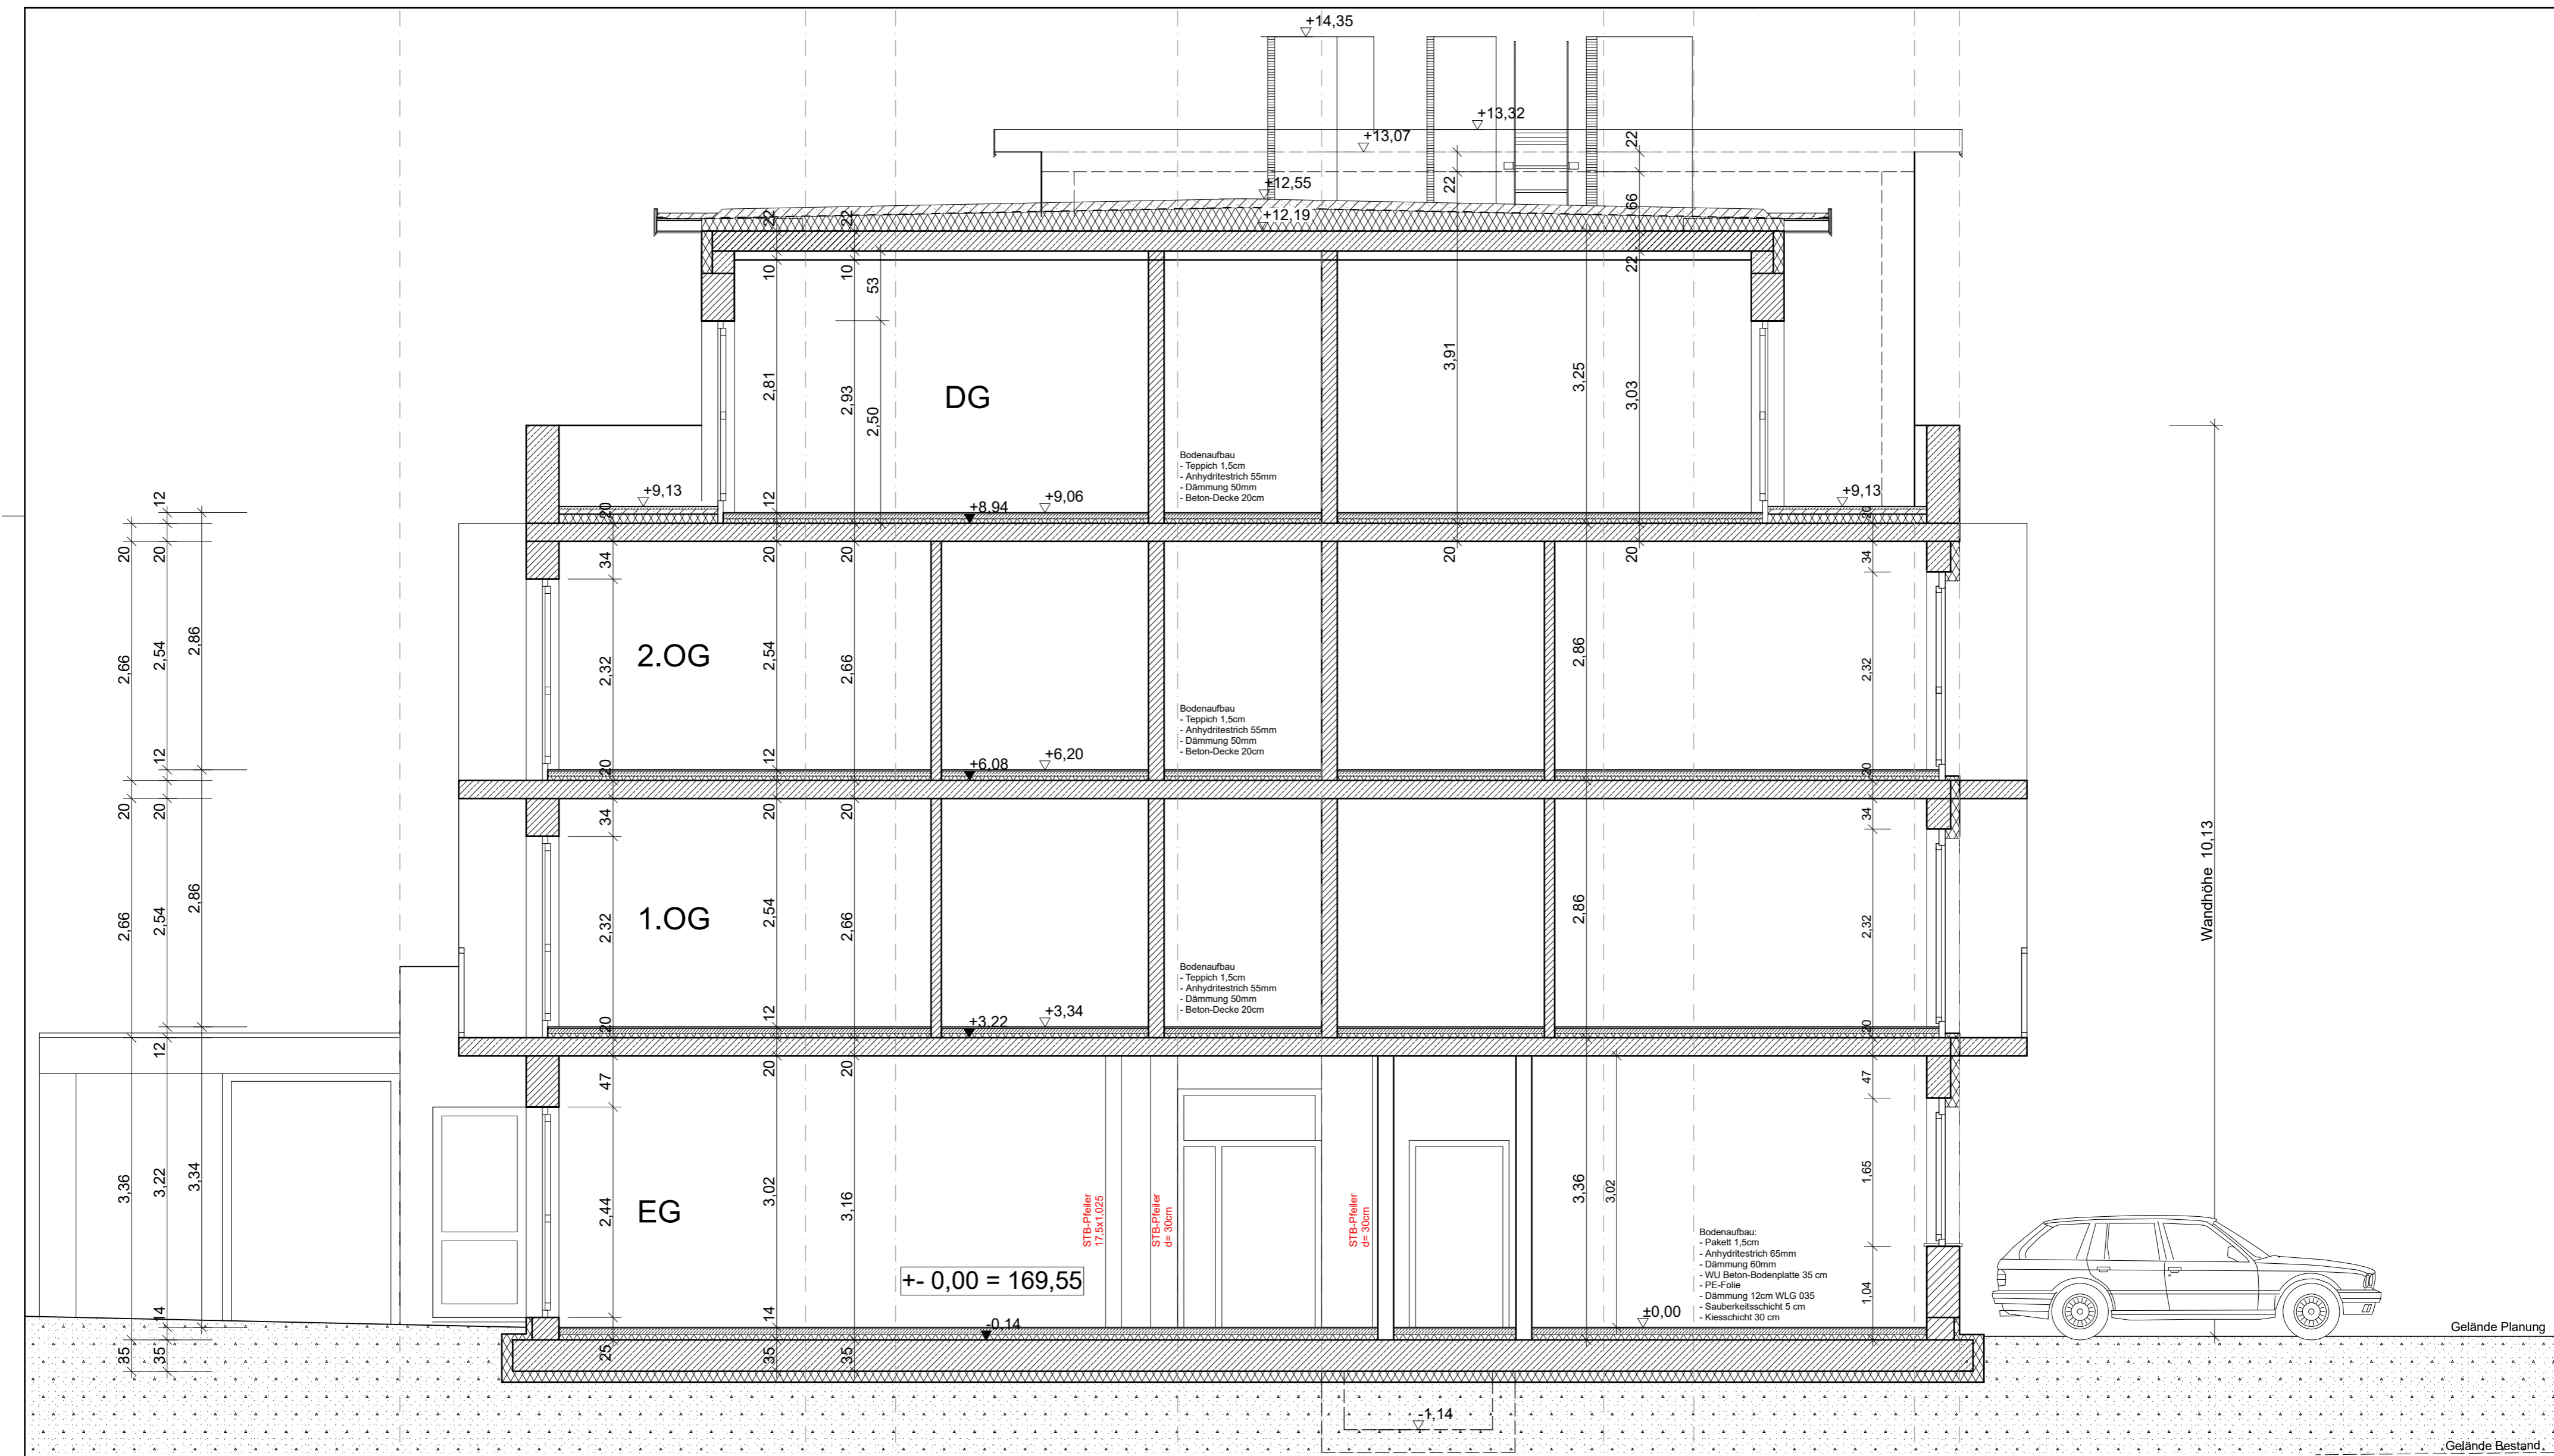 +14,35
+13,32
+13,07
22
22
66
+12,55
+12,19
22
22
10
10
53
22
2,81
2,93
2,50
DG
3,91
3,25
3,03
Bodenaufbau
- Teppich 1,5cm
- Anhydritestrich 55mm
- Dämmung 50mm
- Beton-Decke 20cm
+9,13
+8,94
+9,06
+9,13
12
20
12
20
20
20
34
20
20
20
20
34
2,66
2,54
2,86
2,32
2.OG
2,54
2,66
2,86
2,32
Bodenaufbau
- Teppich 1,5cm
- Anhydritestrich 55mm
- Dämmung 50mm
- Beton-Decke 20cm
+6,08
+6,20
12
20
12
20
20
20
34
20
20
34
2,66
2,54
2,86
2,32
1.OG
2,54
2,66
2,86
2,32
Wandhöhe 10,13
Bodenaufbau
- Teppich 1,5cm
- Anhydritestrich 55mm
- Dämmung 50mm
- Beton-Decke 20cm
+3,22
+3,34
20
12
20
12
47
20
20
47
3,36
3,22
3,34
2,44
EG
3,02
3,16
STB-Pfeiler
17,5x1,025
STB-Pfeiler
d= 30cm
STB-Pfeiler
d= 30cm
3,36
3,02
1,65
1,04
Bodenaufbau:
- Pakett 1,5cm
- Anhydritestrich 65mm
- Dämmung 60mm
- WU Beton-Bodenplatte 35 cm
- PE-Folie
- Dämmung 12cm WLG 035
- Sauberkeitsschicht 5 cm
- Kiesschicht 30 cm
+- 0,00 = 169,55
±0,00
-0,14
14
14
35
35
25
35
35
-1,14
Gelände Planung
Gelände Bestand